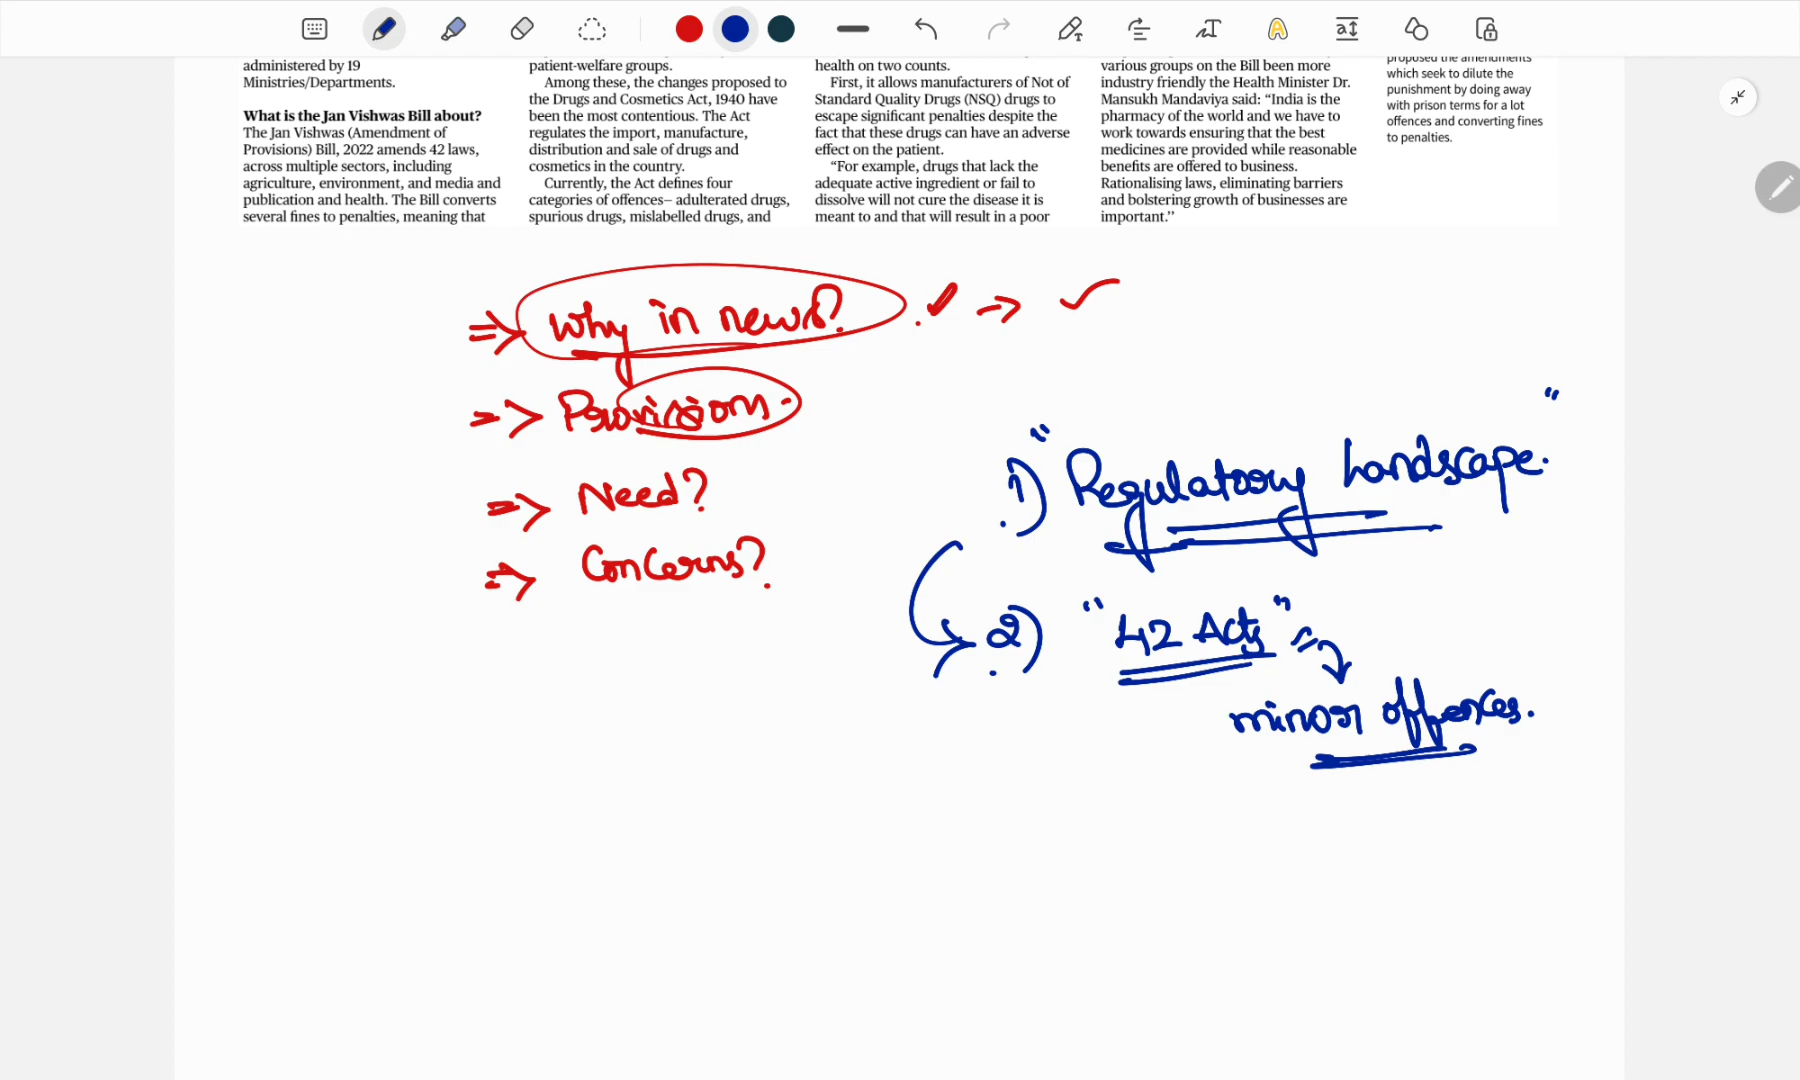 administered by 19
Ministries/Departments.
What is the Jan Vishwas Bill about?
The Jan Vishwas (Amendment of
Provisions) Bill, 2022 amends 42 laws,
across multiple sectors, including
agriculture, environment, and media and
publication and health. The Bill converts
several fines to penalties, meaning that
patient-welfare groups.
Among these, the changes proposed to
the Drugs and Cosmetics Act, 1940 have
been the most contentious. The Act
regulates the import, manufacture,
distribution and sale of drugs and
cosmetics in the country.
Currently, the Act defines four
categories of offences– adulterated drugs,
spurious drugs, mislabelled drugs, and
health on two counts.
First, it allows manufacturers of Not of
Standard Quality Drugs (NSQ) drugs to
escape significant penalties despite the
fact that these drugs can have an adverse
effect on the patient.
“For example, drugs that lack the
adequate active ingredient or fail to
dissolve will not cure the disease it is
meant to and that will result in a poor
various groups on the Bill been more
industry friendly the Health Minister Dr.
Mansukh Mandaviya said: “India is the
pharmacy of the world and we have to
work towards ensuring that the best
medicines are provided while reasonable
benefits are offered to business.
Rationalising laws, eliminating barriers
and bolstering growth of businesses are
important.”
proposed the amendments
which seek to dilute the
punishment by doing away
with prison terms for a lot
offences and converting fines
to penalties.
=> Why in news? . ✓ → ✓
=> Provision.
=> Need?
=> Concerns?
1) "Regulatory Landscape."
2) "42 Acts"
minor offences.